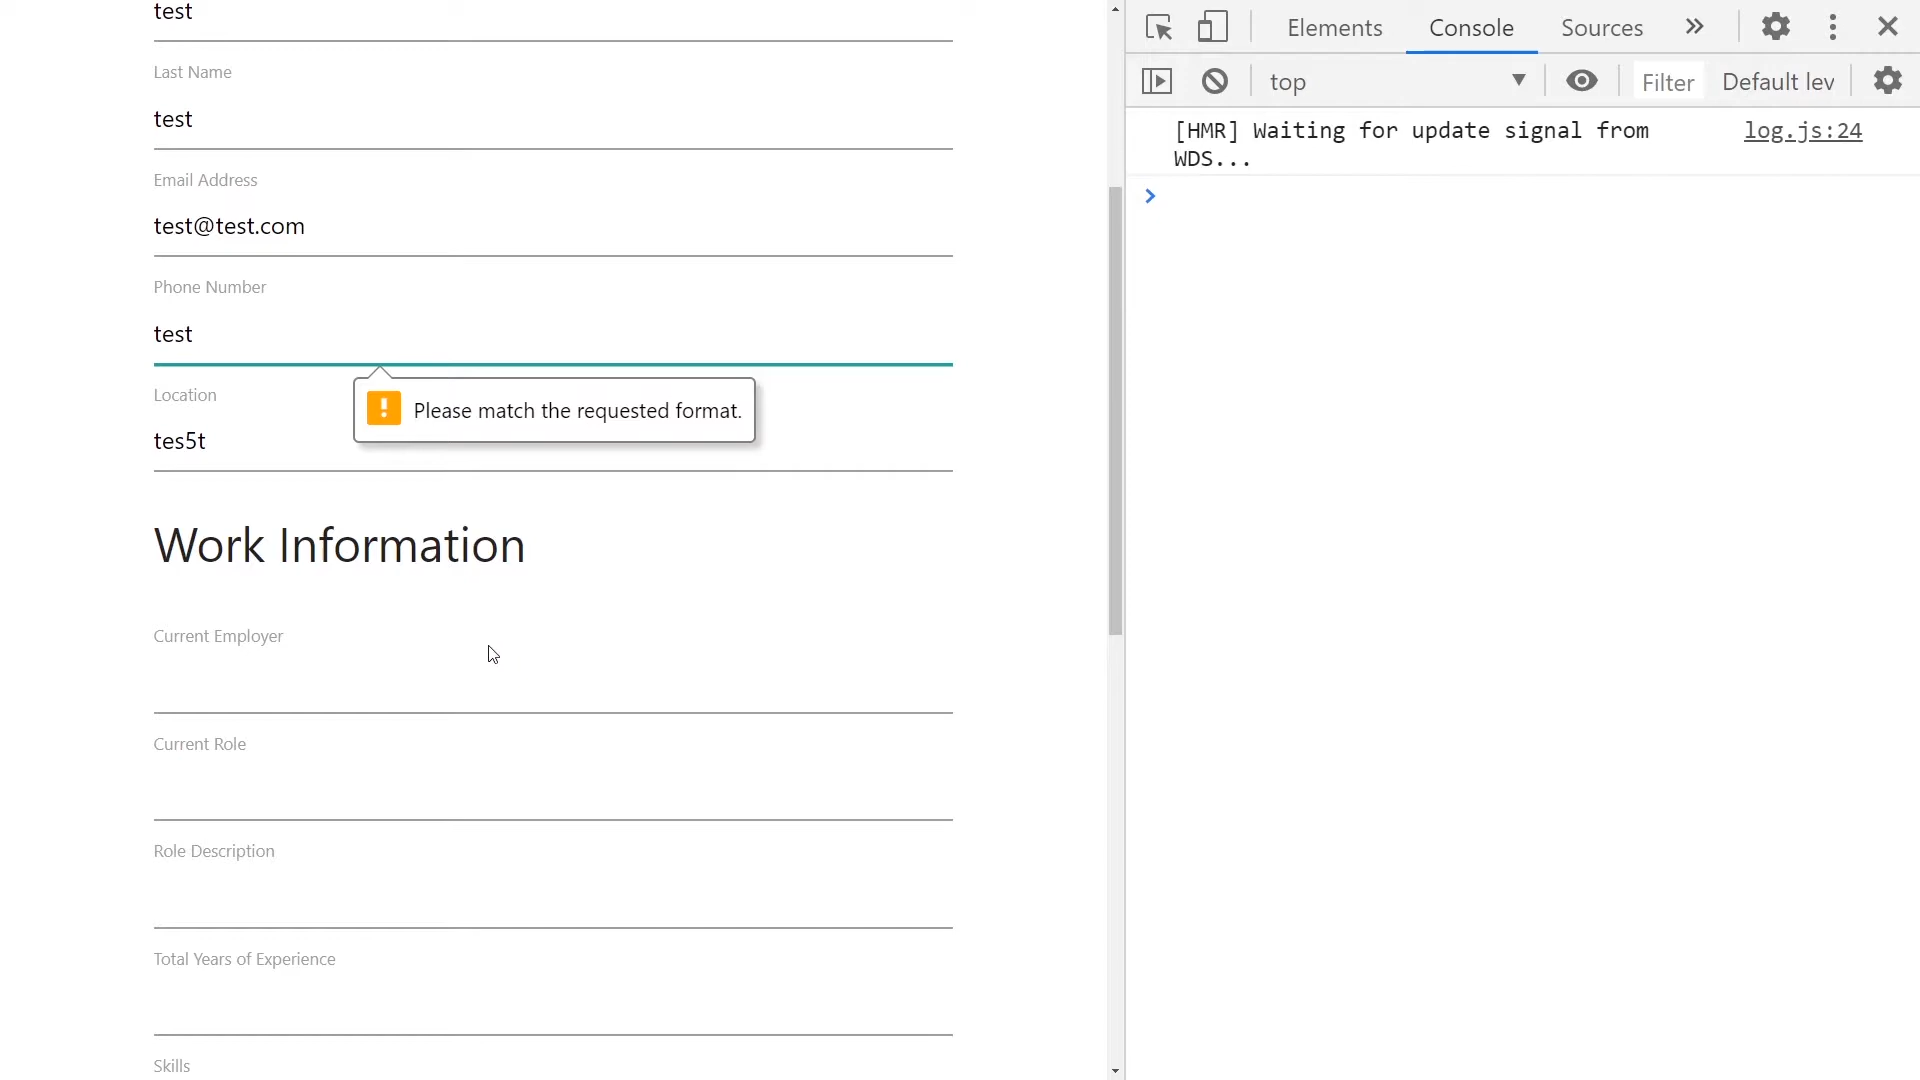 test
Last Name
test
Email Address
test@test.com
Phone Number
test
Please match the requested format.
Location
tes5t
Work Information
Current Employer
Current Role
Role Description
Total Years of Experience
Skills
Elements
Console
Sources
top
Filter
Default lev
[HMR] Waiting for update signal from
WDS...
log.js:24